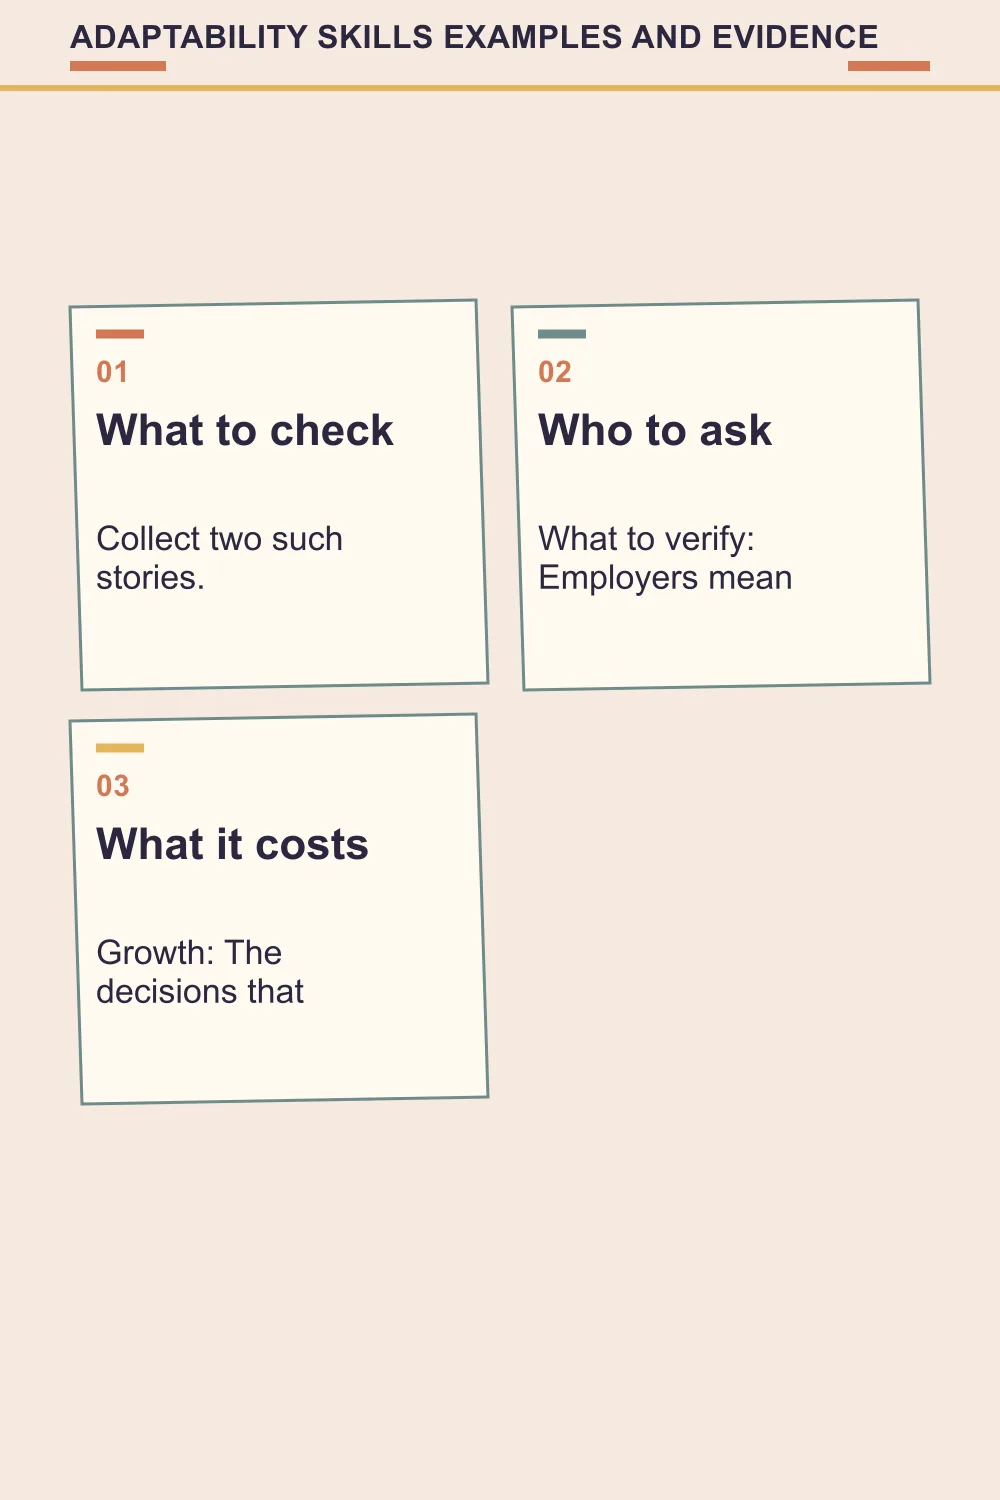 ADAPTABILITY SKILLS EXAMPLES AND EVIDENCE
01
What to check
Collect two such
stories.
02
Who to ask
What to verify:
Employers mean
03
What it costs
Growth: The
decisions that